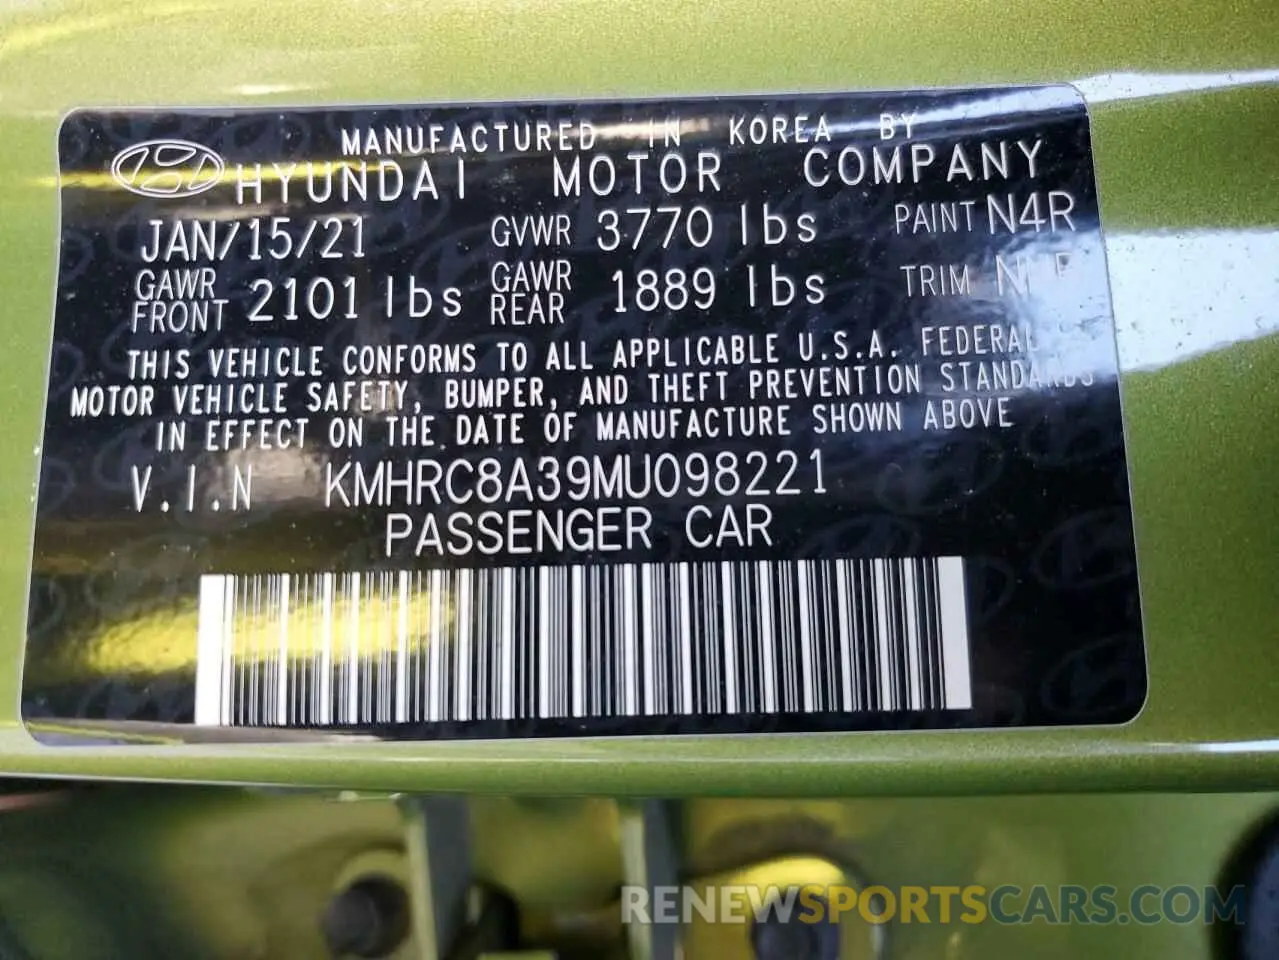 MANUFACTURED IN KOREA BY
HYUNDAI MOTOR COMPANY
JAN/15/21 GVWR 3770 lbs PAINT N4R
GAWR FRONT 2101 lbs GAWR REAR 1889 lbs TRIM
THIS VEHICLE CONFORMS TO ALL APPLICABLE U.S.A. FEDERAL
MOTOR VEHICLE SAFETY, BUMPER, AND THEFT PREVENTION STANDARDS
IN EFFECT ON THE DATE OF MANUFACTURE SHOWN ABOVE
V.I.N KMHRC8A39MU098221
PASSENGER CAR
RENEWSPORTSCARS.COM